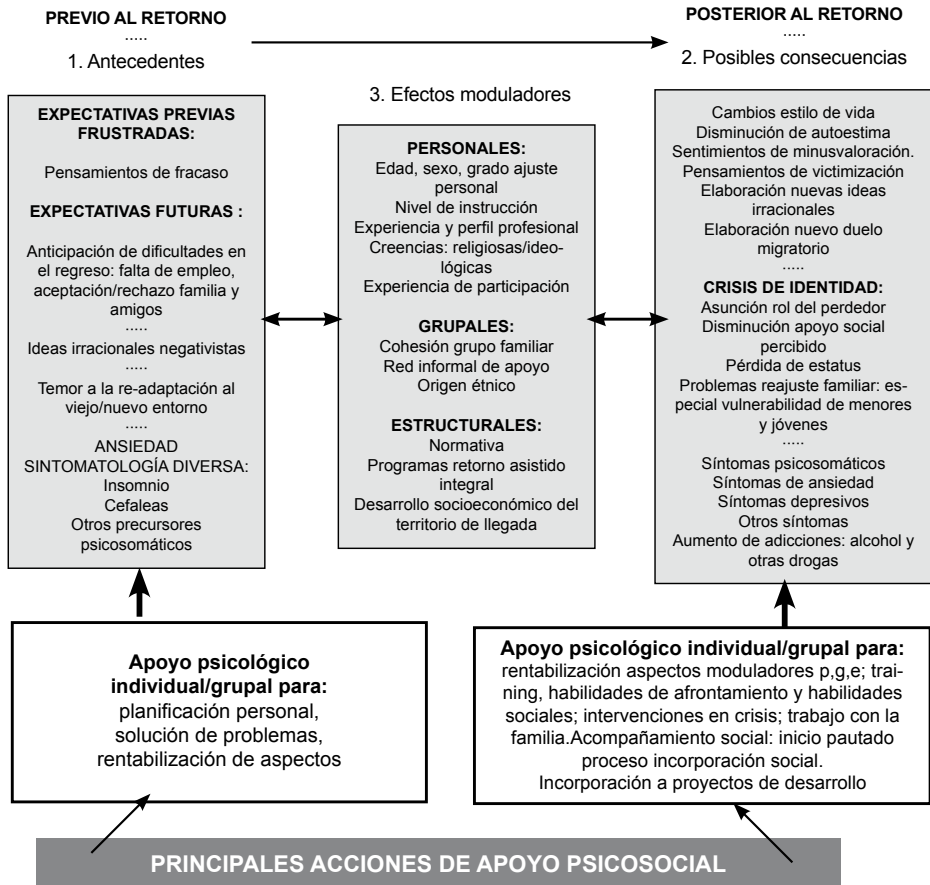 PREVIO AL RETORNO
.....
1. Antecedentes
POSTERIOR AL RETORNO
.....
2. Posibles consecuencias
EXPECTATIVAS PREVIAS
FRUSTRADAS:
Pensamientos de fracaso
EXPECTATIVAS FUTURAS :
Anticipación de dificultades en
el regreso: falta de empleo,
aceptación/rechazo familia y
amigos
.....
Ideas irracionales negativistas
.....
Temor a la re-adaptación al
viejo/nuevo entorno
.....
ANSIEDAD
SINTOMATOLOGÍA DIVERSA:
Insomnio
Cefaleas
Otros precursores
psicosomáticos
3. Efectos moduladores
PERSONALES:
Edad, sexo, grado ajuste
personal
Nivel de instrucción
Experiencia y perfil profesional
Creencias: religiosas/ideo-
lógicas
Experiencia de participación
GRUPALES:
Cohesión grupo familiar
Red informal de apoyo
Origen étnico
ESTRUCTURALES:
Normativa
Programas retorno asistido
integral
Desarrollo socioeconómico del
territorio de llegada
Cambios estilo de vida
Disminución de autoestima
Sentimientos de minusvaloración.
Pensamientos de victimización
Elaboración nuevas ideas
irracionales
Elaboración nuevo duelo
migratorio
.....
CRISIS DE IDENTIDAD:
Asunción rol del perdedor
Disminución apoyo social
percibido
Pérdida de estatus
Problemas reajuste familiar: es-
pecial vulnerabilidad de menores
y jóvenes
.....
Síntomas psicosomáticos
Síntomas de ansiedad
Síntomas depresivos
Otros síntomas
Aumento de adicciones: alcohol y
otras drogas
Apoyo psicológico
individual/grupal para:
planificación personal,
solución de problemas,
rentabilización de aspectos
Apoyo psicológico individual/grupal para:
rentabilización aspectos moduladores p,g,e; trai-
ning, habilidades de afrontamiento y habilidades
sociales; intervenciones en crisis; trabajo con la
familia.Acompañamiento social: inicio pautado
proceso incorporación social.
Incorporación a proyectos de desarrollo
PRINCIPALES ACCIONES DE APOYO PSICOSOCIAL